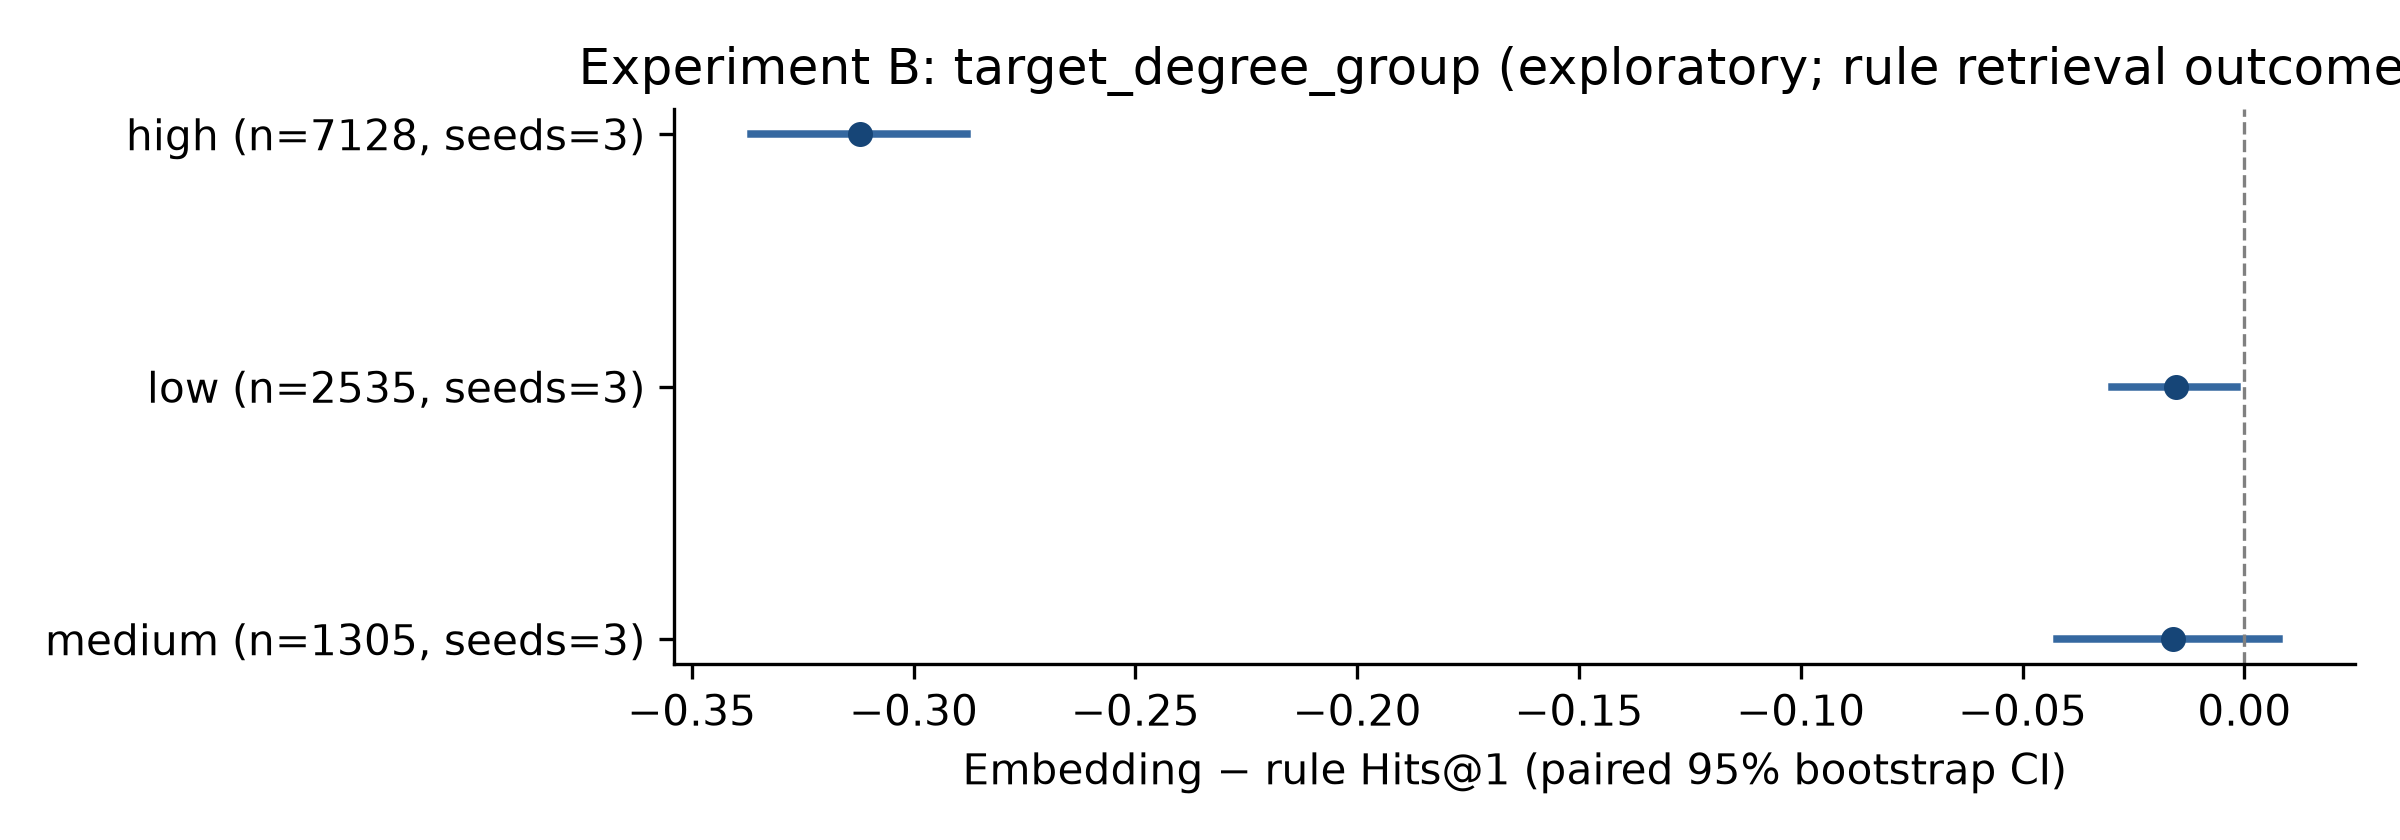 Experiment B: target_degree_group (exploratory; rule retrieval outcome
high (n=7128, seeds=3)
low (n=2535, seeds=3)
medium (n=1305, seeds=3)
−0.35 −0.30 −0.25 −0.20 −0.15 −0.10 −0.05 0.00
Embedding − rule Hits@1 (paired 95% bootstrap CI)